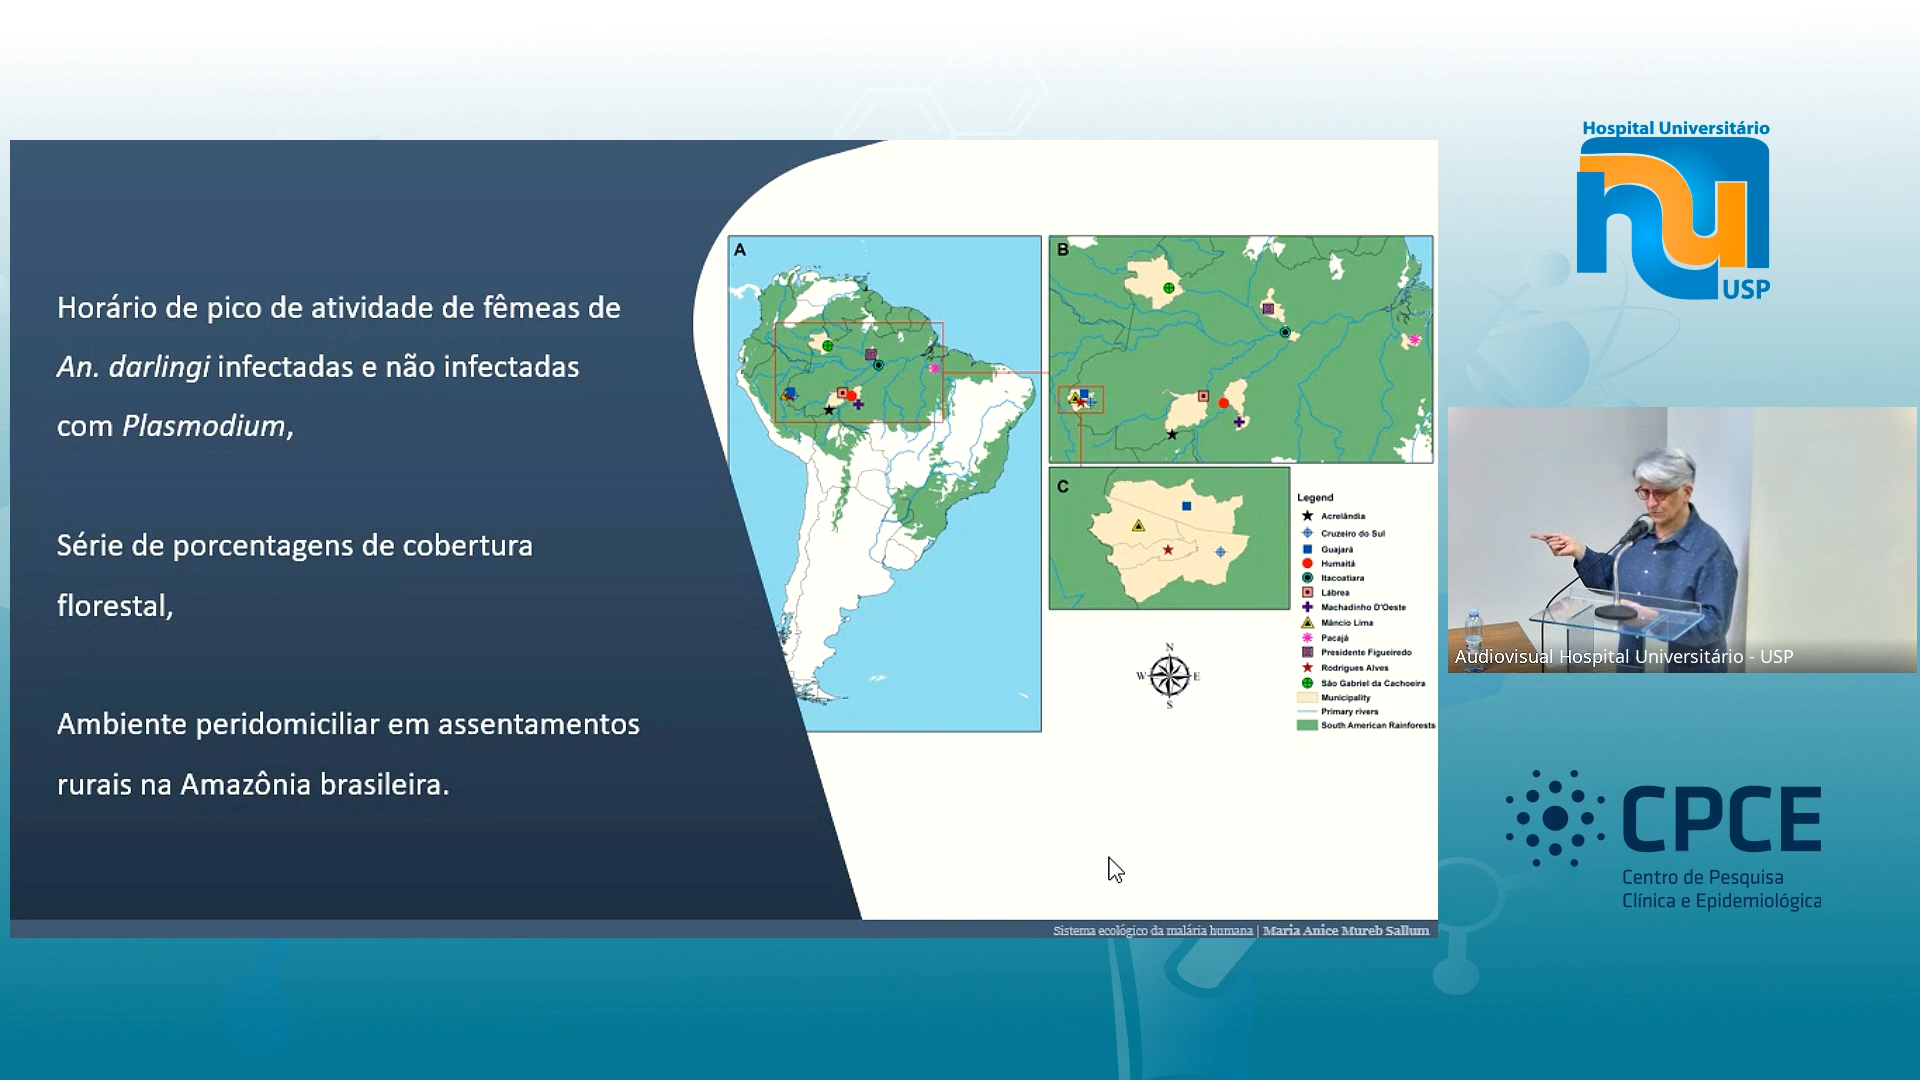 Horário de pico de atividade de fêmeas de
An. darlingi infectadas e não infectadas
com Plasmodium,
Série de porcentagens de cobertura
florestal,
Ambiente peridomiciliar em assentamentos
rurais na Amazônia brasileira.
A
B
C
N
W
E
S
Legend
Acrelândia
Cruzeiro do Sul
Guajará
Humaitá
Itacoatiara
Lábrea
Machadinho D'Oeste
Mâncio Lima
Pacajá
Presidente Figueiredo
Rodrigues Alves
São Gabriel da Cachoeira
Municipality
Primary rivers
South American Rainforests
Sistema ecológico da malária humana | Maria Anice Mureb Sallum
Hospital Universitário
USP
Audiovisual Hospital Universitário - USP
CPCE
Centro de Pesquisa
Clínica e Epidemiológica